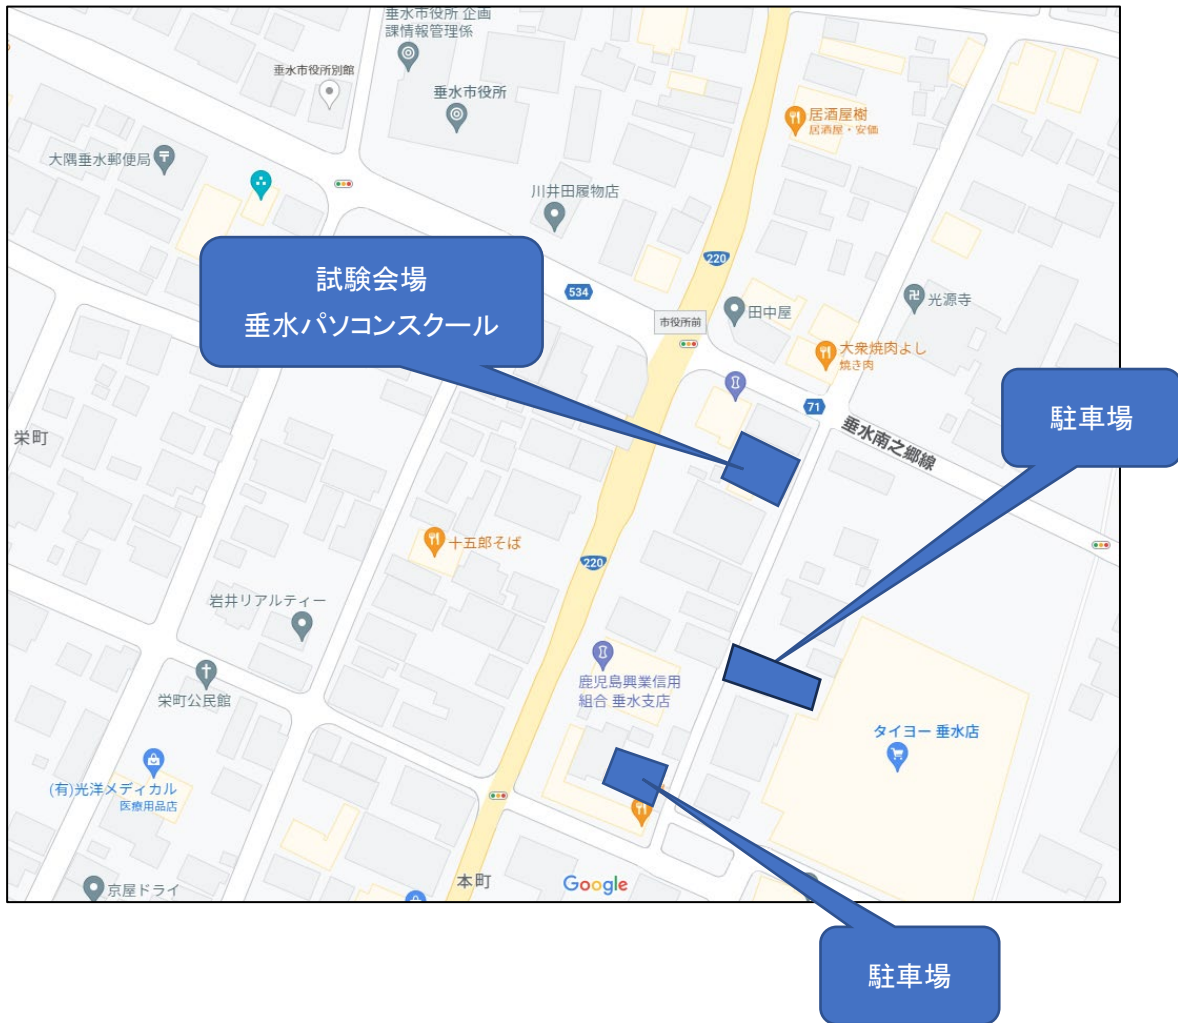 垂水市役所 企画
課情報管理係
垂水市役所別館
垂水市役所
居酒屋樹
居酒屋・安価
大隅垂水郵便局
川井田履物店
220
試験会場
垂水パソコンスクール
534
光源寺
田中屋
市役所前
大衆焼肉よし
焼き肉
71
駐車場
垂水南之郷線
栄町
十五郎そば
220
岩井リアルティー
鹿児島興業信用
組合 垂水支店
栄町公民館
タイヨー 垂水店
(有)光洋メディカル
医療用品店
本町
Google
京屋ドライ
駐車場